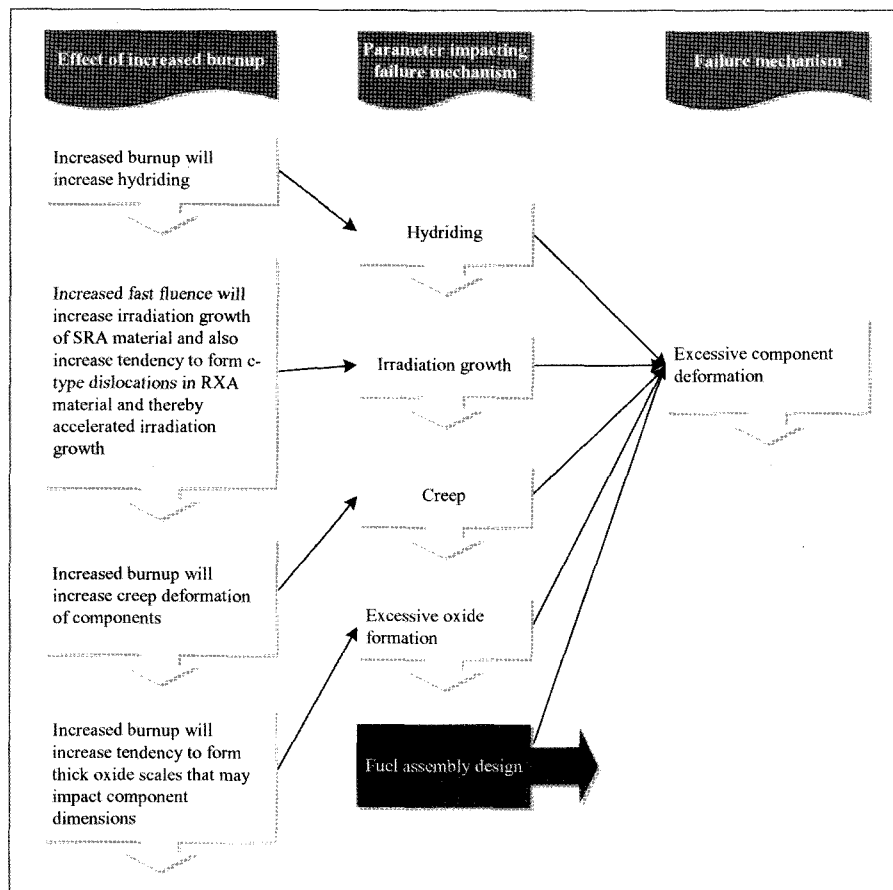 Effect of increased burnup
Parameter impacting
failure mechanism
Failure mechanism
Increased burnup will
increase hydriding
Increased fast fluence will
increase irradiation growth
of SRA material and also
increase tendency to form c-
type dislocations in RXA
material and thereby
accelerated irradiation
growth
Increased burnup will
increase creep deformation
of components
Increased burnup will
increase tendency to form
thick oxide scales that may
impact component
dimensions
Hydriding
Irradiation growth
Creep
Excessive oxide
formation
Fuel assembly design
Excessive component
deformation